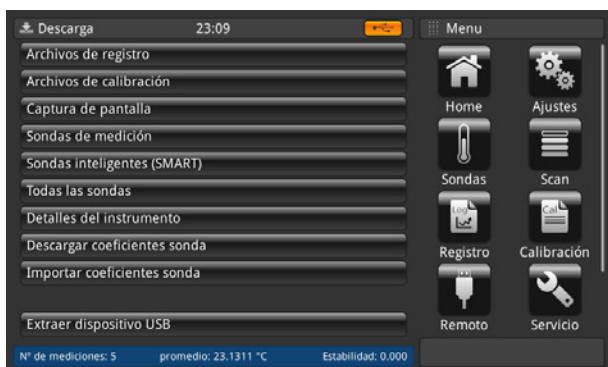 Descarga 23:09
Archivos de registro
Archivos de calibración
Captura de pantalla
Sondas de medición
Sondas inteligentes (SMART)
Todas las sondas
Detalles del instrumento
Descargar coeficientes sonda
Importar coeficientes sonda
Extraer dispositivo USB
Nº de mediciones: 5 promedio: 23.1311 °C Estabilidad: 0.000
Menu
Home Ajustes
Sondas Scan
Log Cal
Registro Calibración
Remoto Servicio